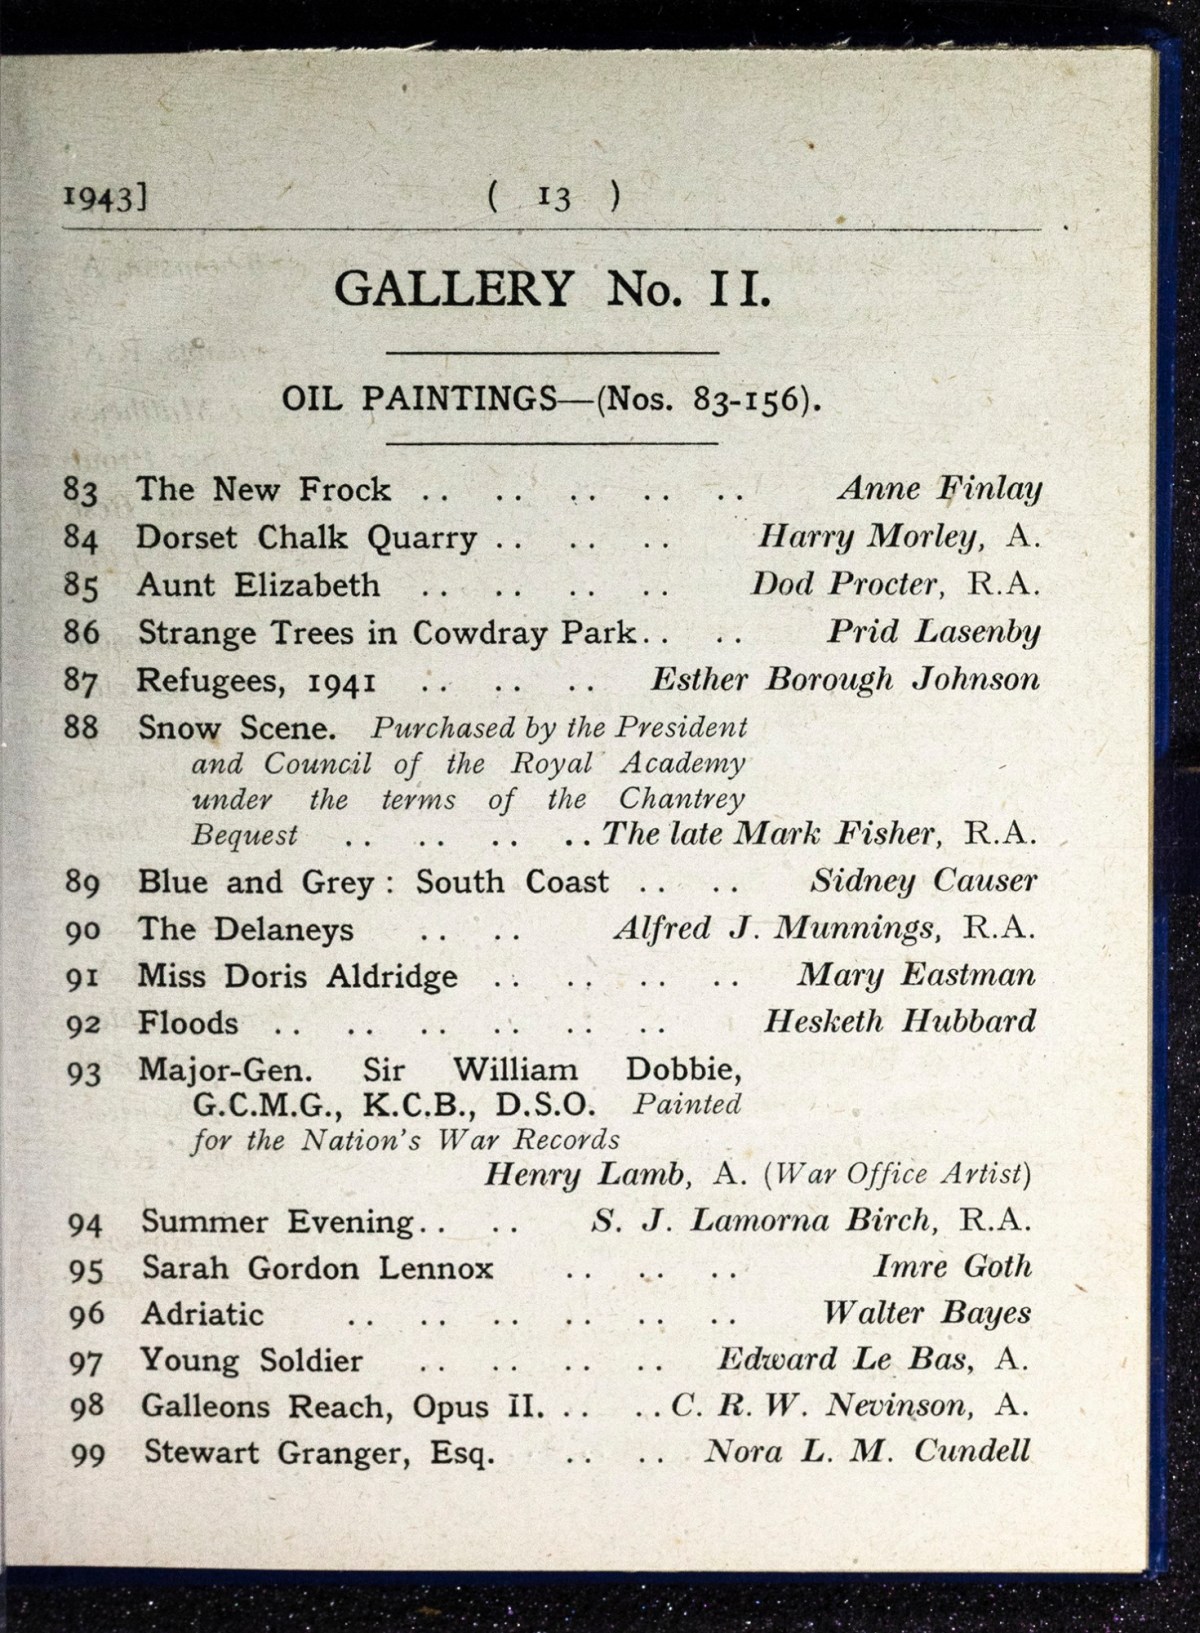 1943] ( 13 )
GALLERY No. II.
OIL PAINTINGS—(Nos. 83-156).
83 The New Frock .. .. .. .. .. Anne Finlay
84 Dorset Chalk Quarry .. .. .. Harry Morley, A.
85 Aunt Elizabeth .. .. .. .. Dod Procter, R.A.
86 Strange Trees in Cowdray Park.. .. Prid Lasenby
87 Refugees, 1941 .. .. .. Esther Borough Johnson
88 Snow Scene. Purchased by the President
and Council of the Royal Academy
under the terms of the Chantrey
Bequest .. .. .. .. The late Mark Fisher, R.A.
89 Blue and Grey : South Coast .. .. Sidney Causer
90 The Delaneys .. .. Alfred J. Munnings, R.A.
91 Miss Doris Aldridge .. .. .. .. Mary Eastman
92 Floods .. .. .. .. .. .. Hesketh Hubbard
93 Major-Gen. Sir William Dobbie,
G.C.M.G., K.C.B., D.S.O. Painted
for the Nation's War Records
Henry Lamb, A. (War Office Artist)
94 Summer Evening.. .. S. J. Lamorna Birch, R.A.
95 Sarah Gordon Lennox .. .. .. Imre Goth
96 Adriatic .. .. .. .. .. .. Walter Bayes
97 Young Soldier .. .. .. .. Edward Le Bas, A.
98 Galleons Reach, Opus II. .. .. C. R. W. Nevinson, A.
99 Stewart Granger, Esq. .. .. Nora L. M. Cundell